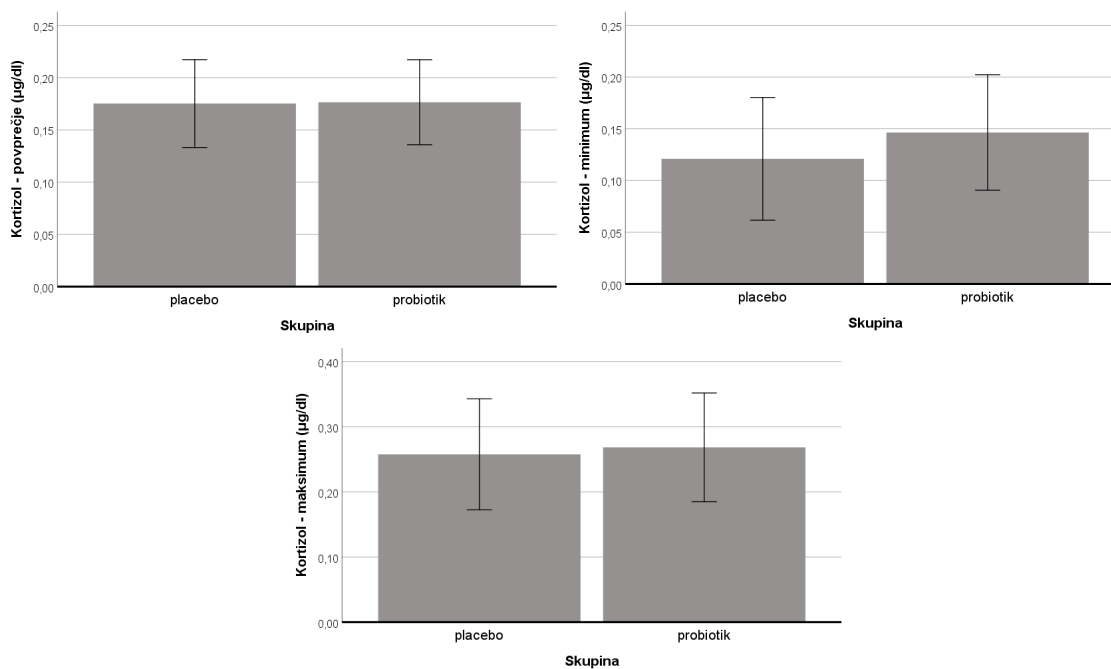 Kortizol - povprečje (µg/dl)
0,25
0,20
0,15
0,10
0,05
0,00
placebo probiotik
Skupina
Kortizol - minimum (µg/dl)
0,25
0,20
0,15
0,10
0,05
0,00
placebo probiotik
Skupina
Kortizol - maksimum (µg/dl)
0,40
0,30
0,20
0,10
0,00
placebo probiotik
Skupina